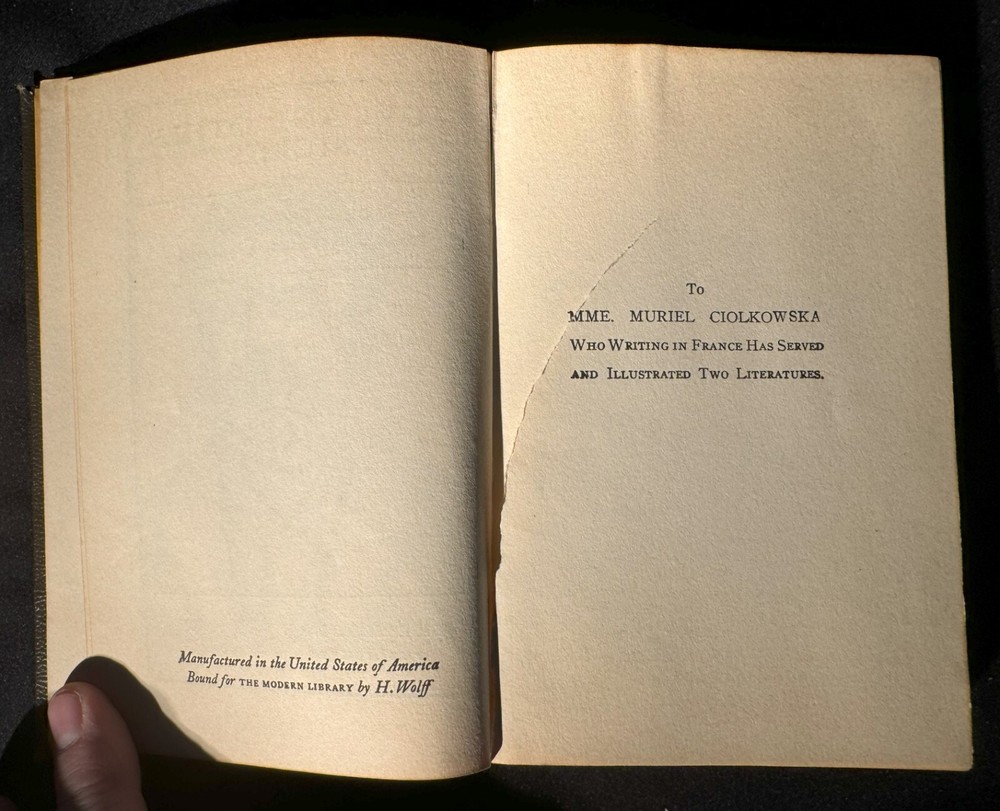 Manufactured in the United States of America
Bound for THE MODERN LIBRARY by H. Wolff
To
MME. MURIEL CIOLKOWSKA
WHO WRITING IN FRANCE HAS SERVED
AND ILLUSTRATED TWO LITERATURES.